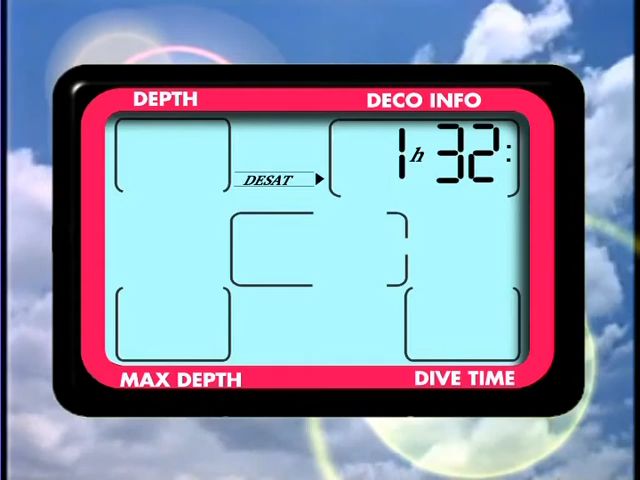 DEPTH DECO INFO
DESAT 1h 32:
MAX DEPTH DIVE TIME